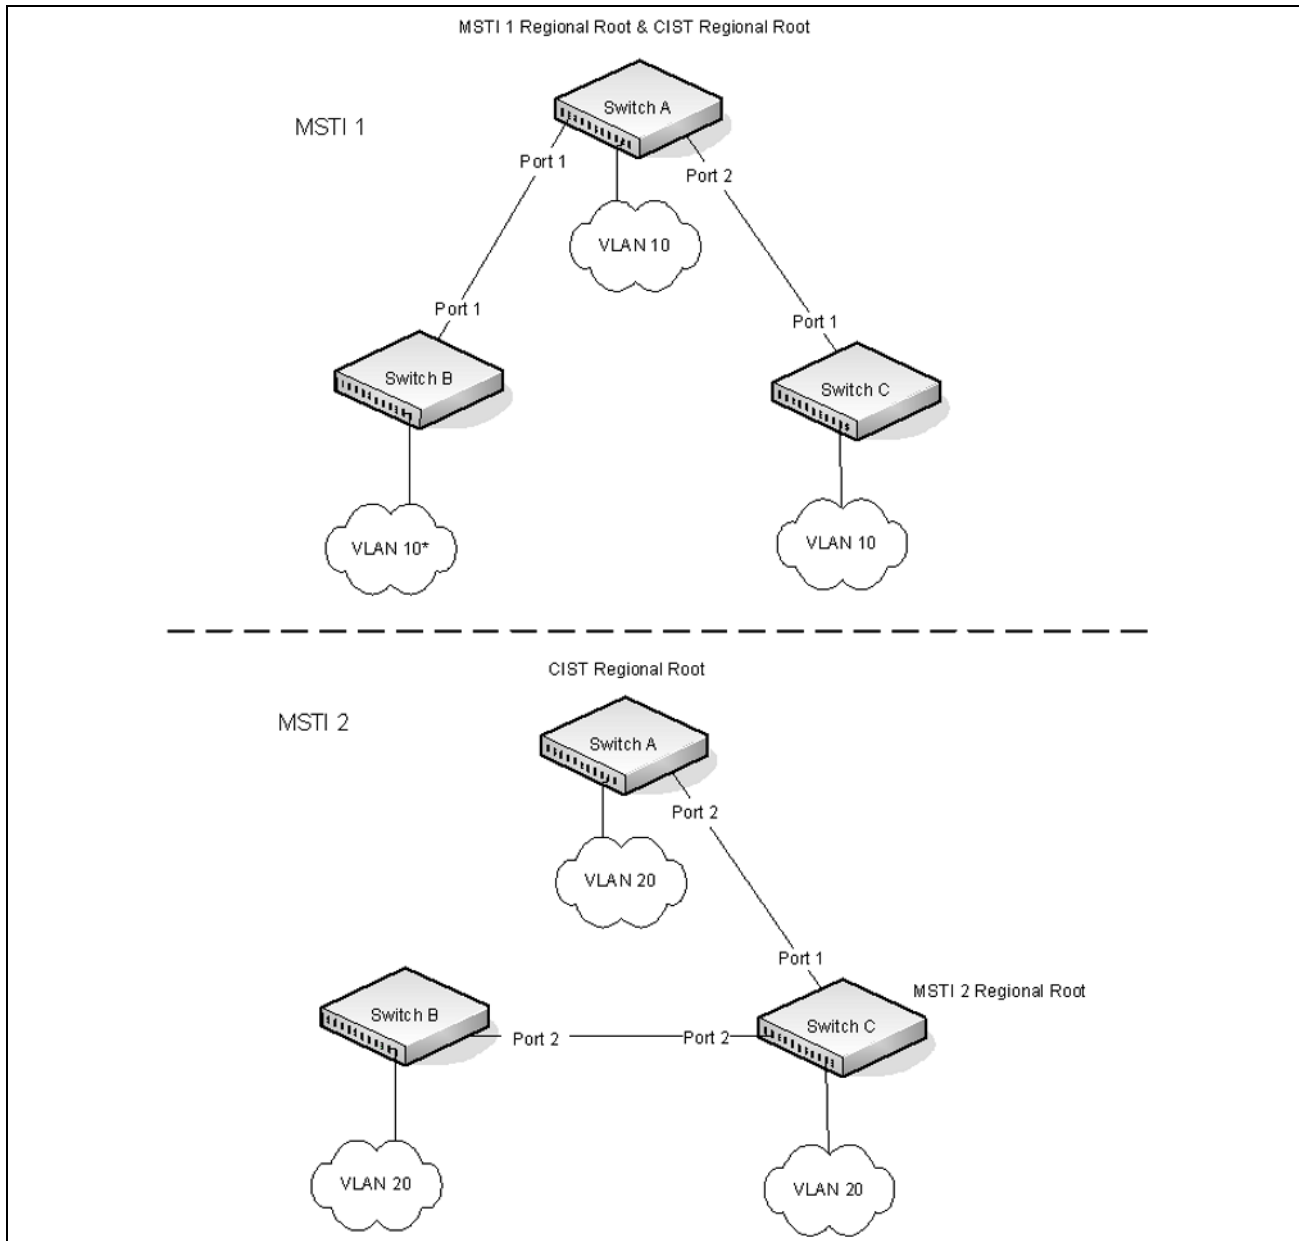 MSTI 1 Regional Root & CIST Regional Root
Switch A
MSTI 1
Port 1
Port 2
VLAN 10
Port 1
Port 1
Switch B
Switch C
VLAN 10*
VLAN 10
CIST Regional Root
MSTI 2
Switch A
Port 2
VLAN 20
Port 1
MSTI 2 Regional Root
Switch B
Switch C
Port 2
Port 2
VLAN 20
VLAN 20